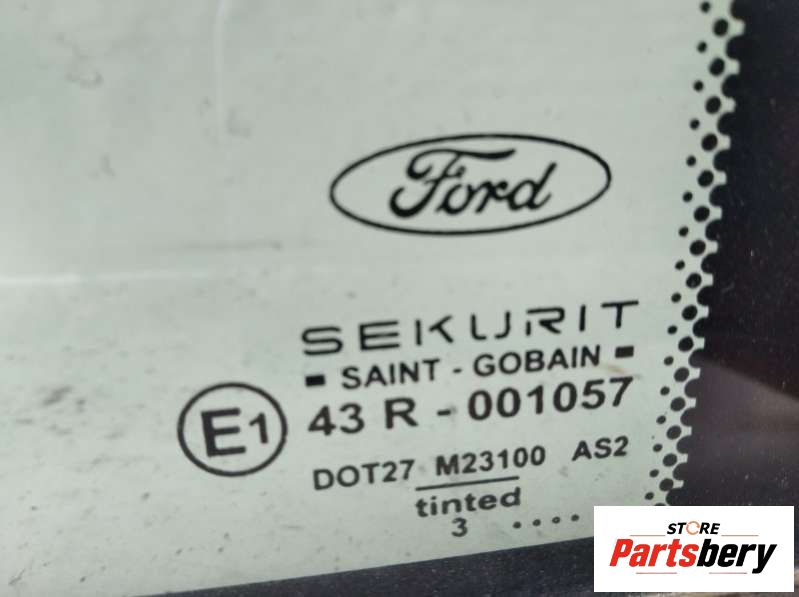 Ford
SEKURIT
SAINT - GOBAIN
E1
43 R - 001057
DOT27 M23100 AS2
tinted
3 ....
STORE
Partsbery